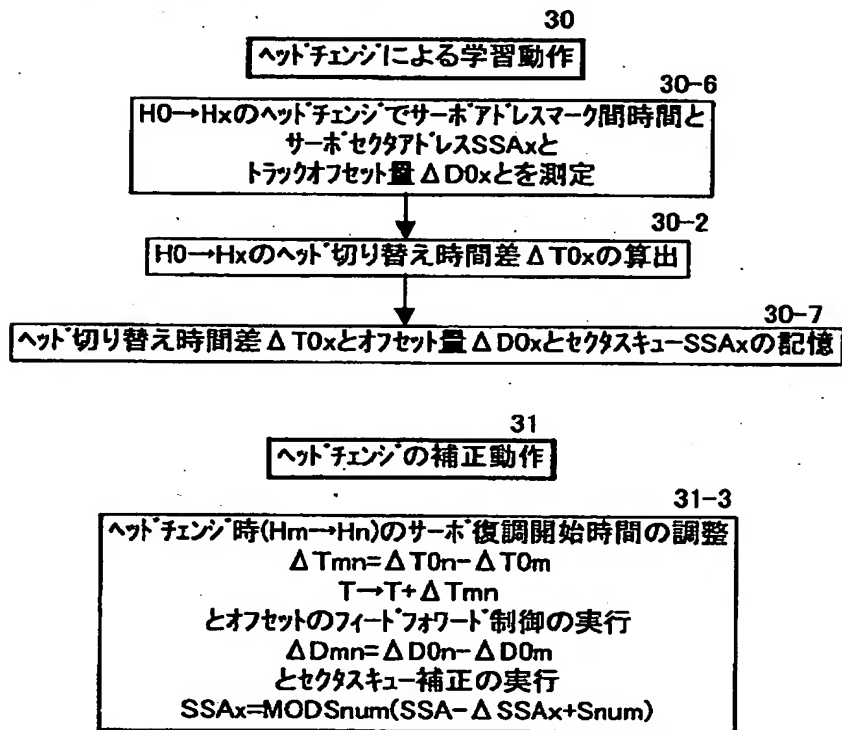 30
ヘッドチェンジによる学習動作
30-6
H0→Hxのヘッドチェンジでサーボアドレスマーク間時間と
サーボセクタアドレスSSAxと
トラックオフセット量ΔD0xとを測定
30-2
H0→Hxのヘッド切り替え時間差ΔT0xの算出
30-7
ヘッド切り替え時間差ΔT0xとオフセット量ΔD0xとセクタスキューSSAxの記憶
31
ヘッドチェンジの補正動作
31-3
ヘッドチェンジ時(Hm→Hn)のサーボ復調開始時間の調整
ΔTmn=ΔT0n-ΔT0m
T→T+ΔTmn
とオフセットのフィードフォワード制御の実行
ΔDmn=ΔD0n-ΔD0m
とセクタスキュー補正の実行
SSAx=MODSnum(SSA-ΔSSAx+Snum)